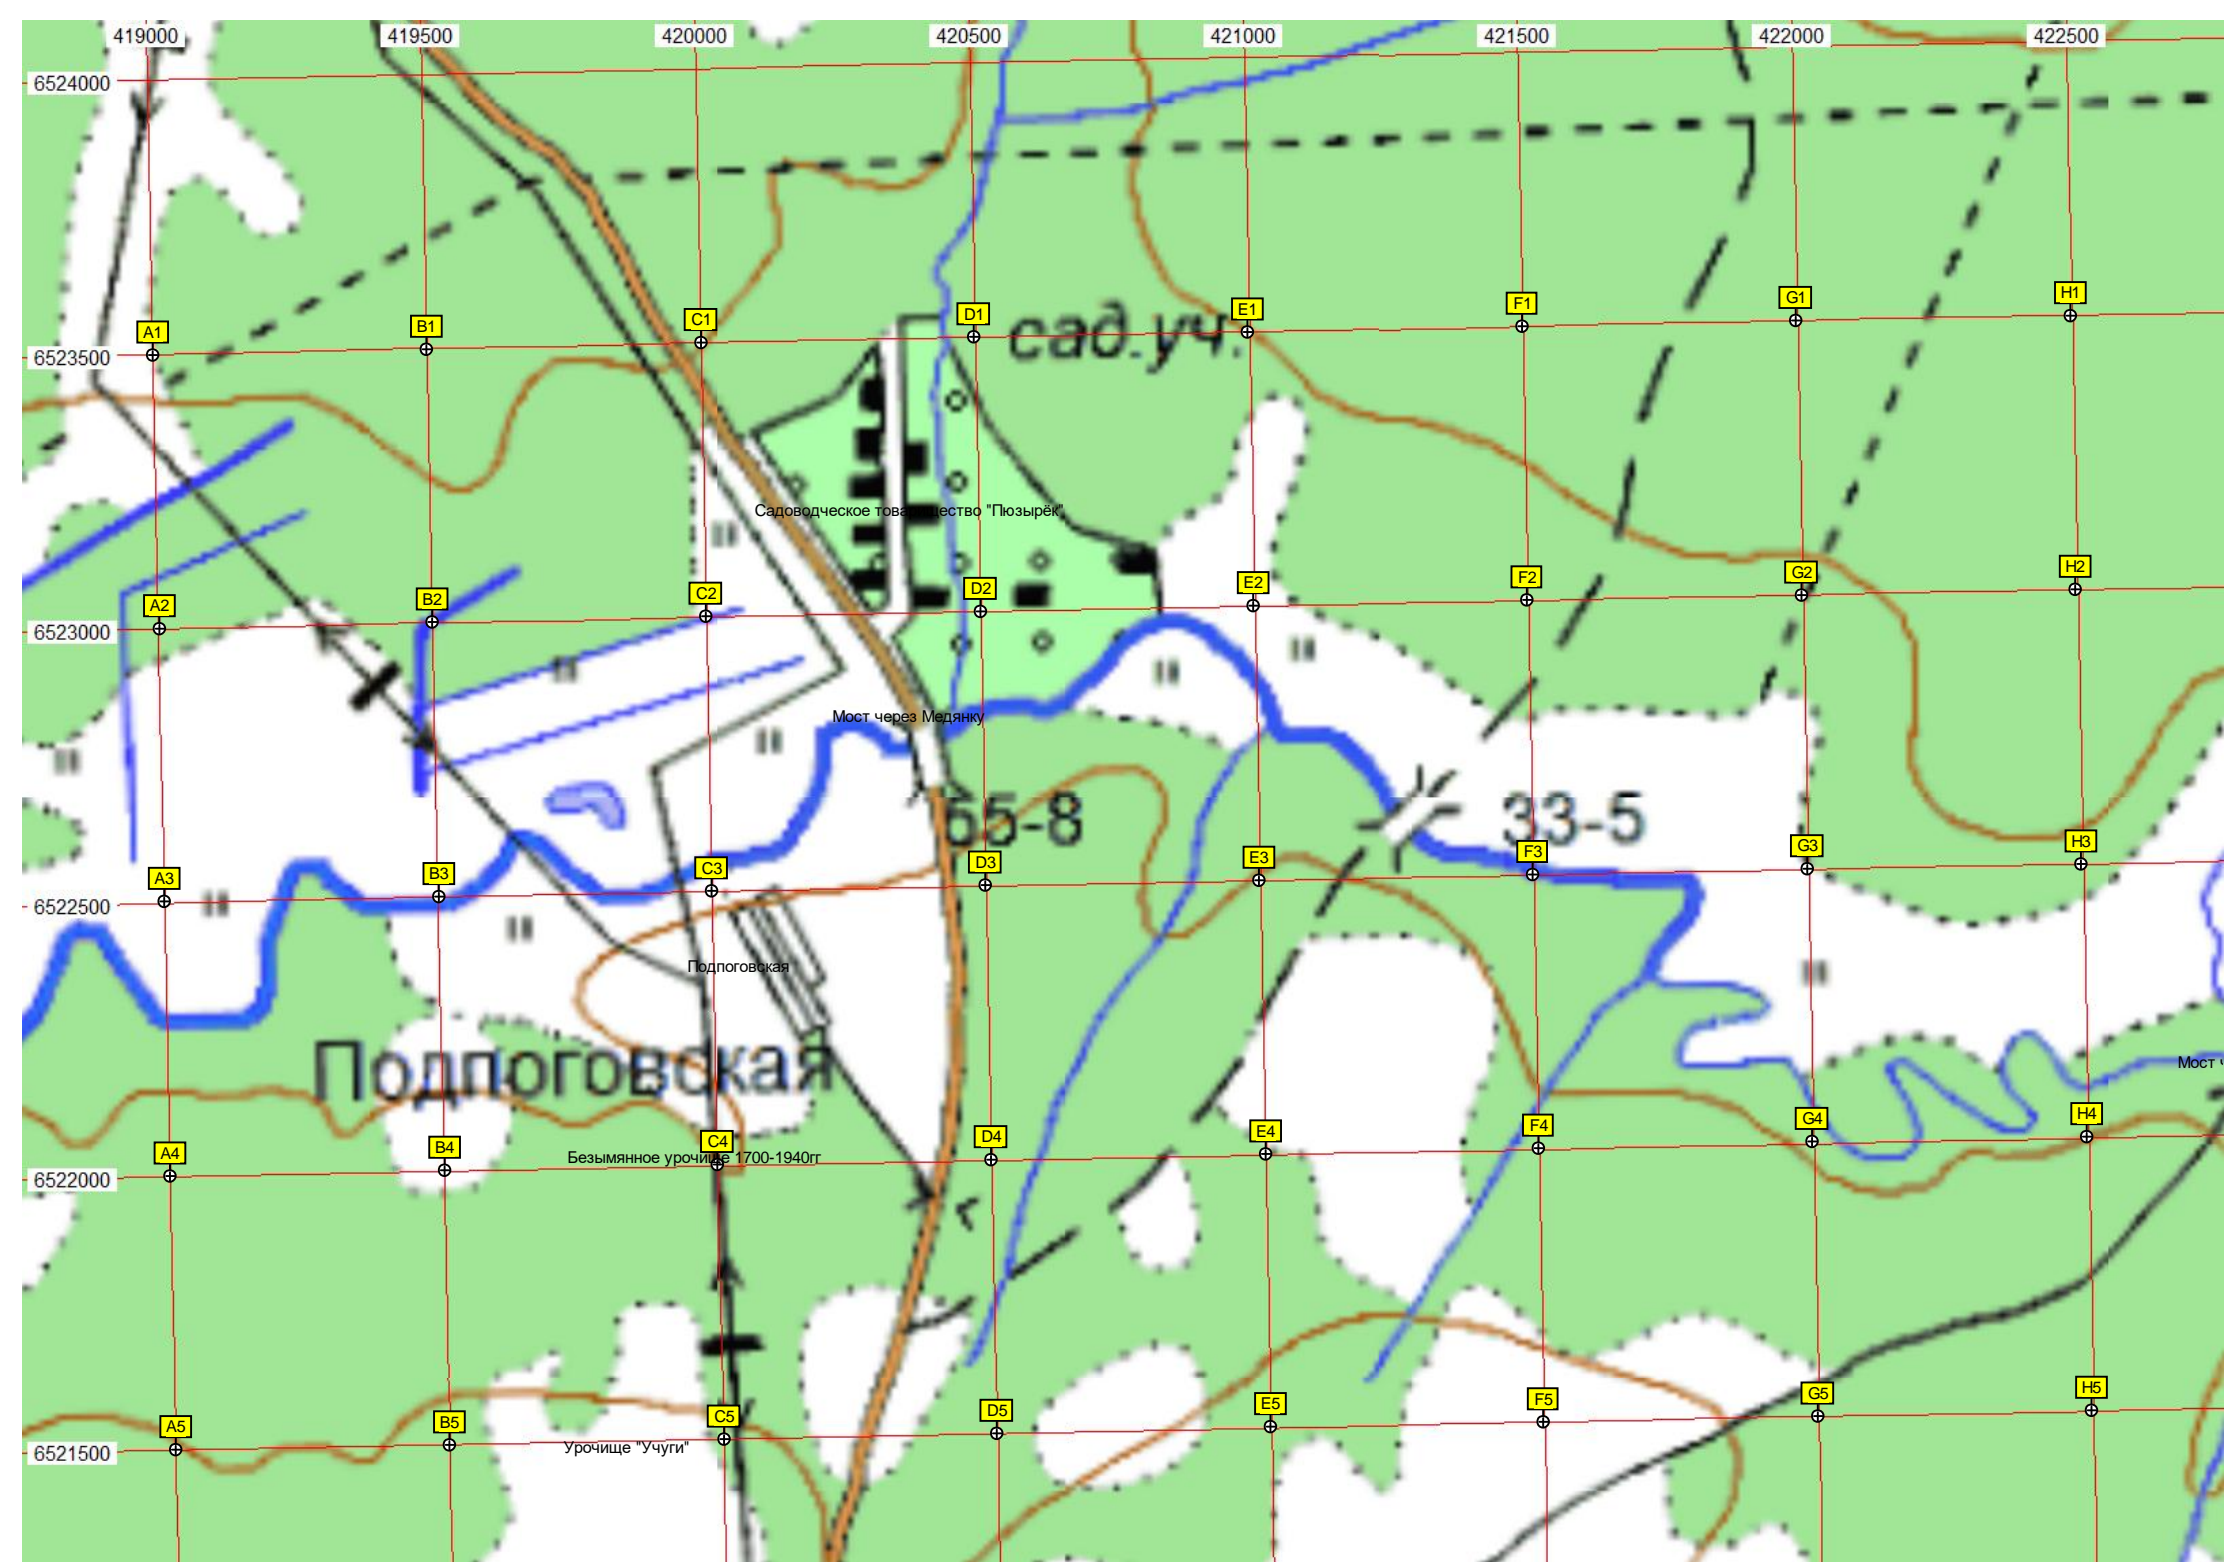 419000 419500 420000 420500 421000 421500 422000 422500
6524000
A1 B1 C1 D1 E1 F1 G1 H1
сад.уч.
6523500
Садоводческое това ество "Пюзырёк"
A2 B2 C2 D2 E2 F2 G2 H2
6523000
Мост через Медянку
65-8 33-5
A3 B3 C3 D3 E3 F3 G3 H3
6522500
Подпоговская
Подпоговская
Мост ч
A4 B4 C4 D4 E4 F4 G4 H4
Безымянное урочище 1700-1940гг
6522000
A5 B5 C5 D5 E5 F5 G5 H5
Урочище "Учуги"
6521500